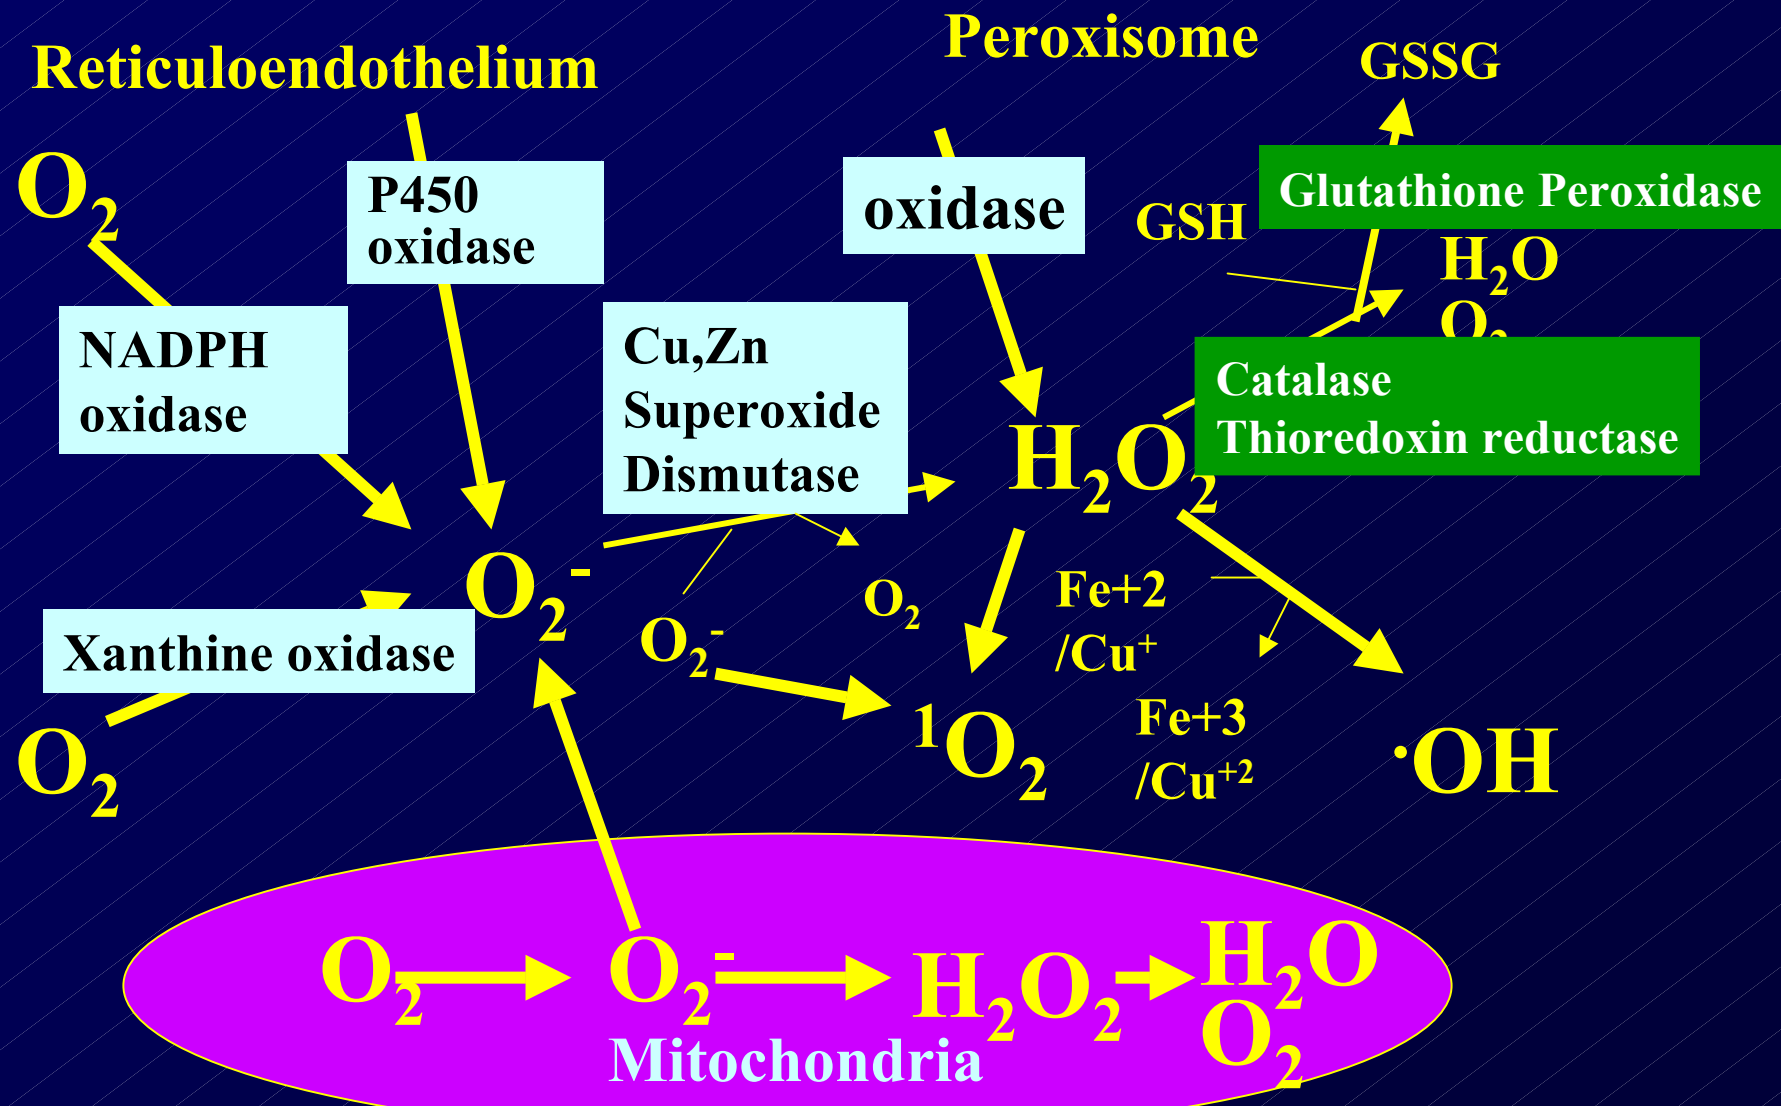 Reticuloendothelium
Peroxisome
GSSG
O₂
P450
oxidase
oxidase
GSH
Glutathione Peroxidase
H₂O
O₂
NADPH
oxidase
Cu,Zn
Superoxide
Dismutase
Catalase
Thioredoxin reductase
H₂O₂
O₂⁻
O₂⁻
O₂
Fe+2
/Cu⁺
Xanthine oxidase
O₂
¹O₂
Fe+3
/Cu⁺²
·OH
O₂
O₂⁻
H₂O₂
H₂O
O₂
Mitochondria